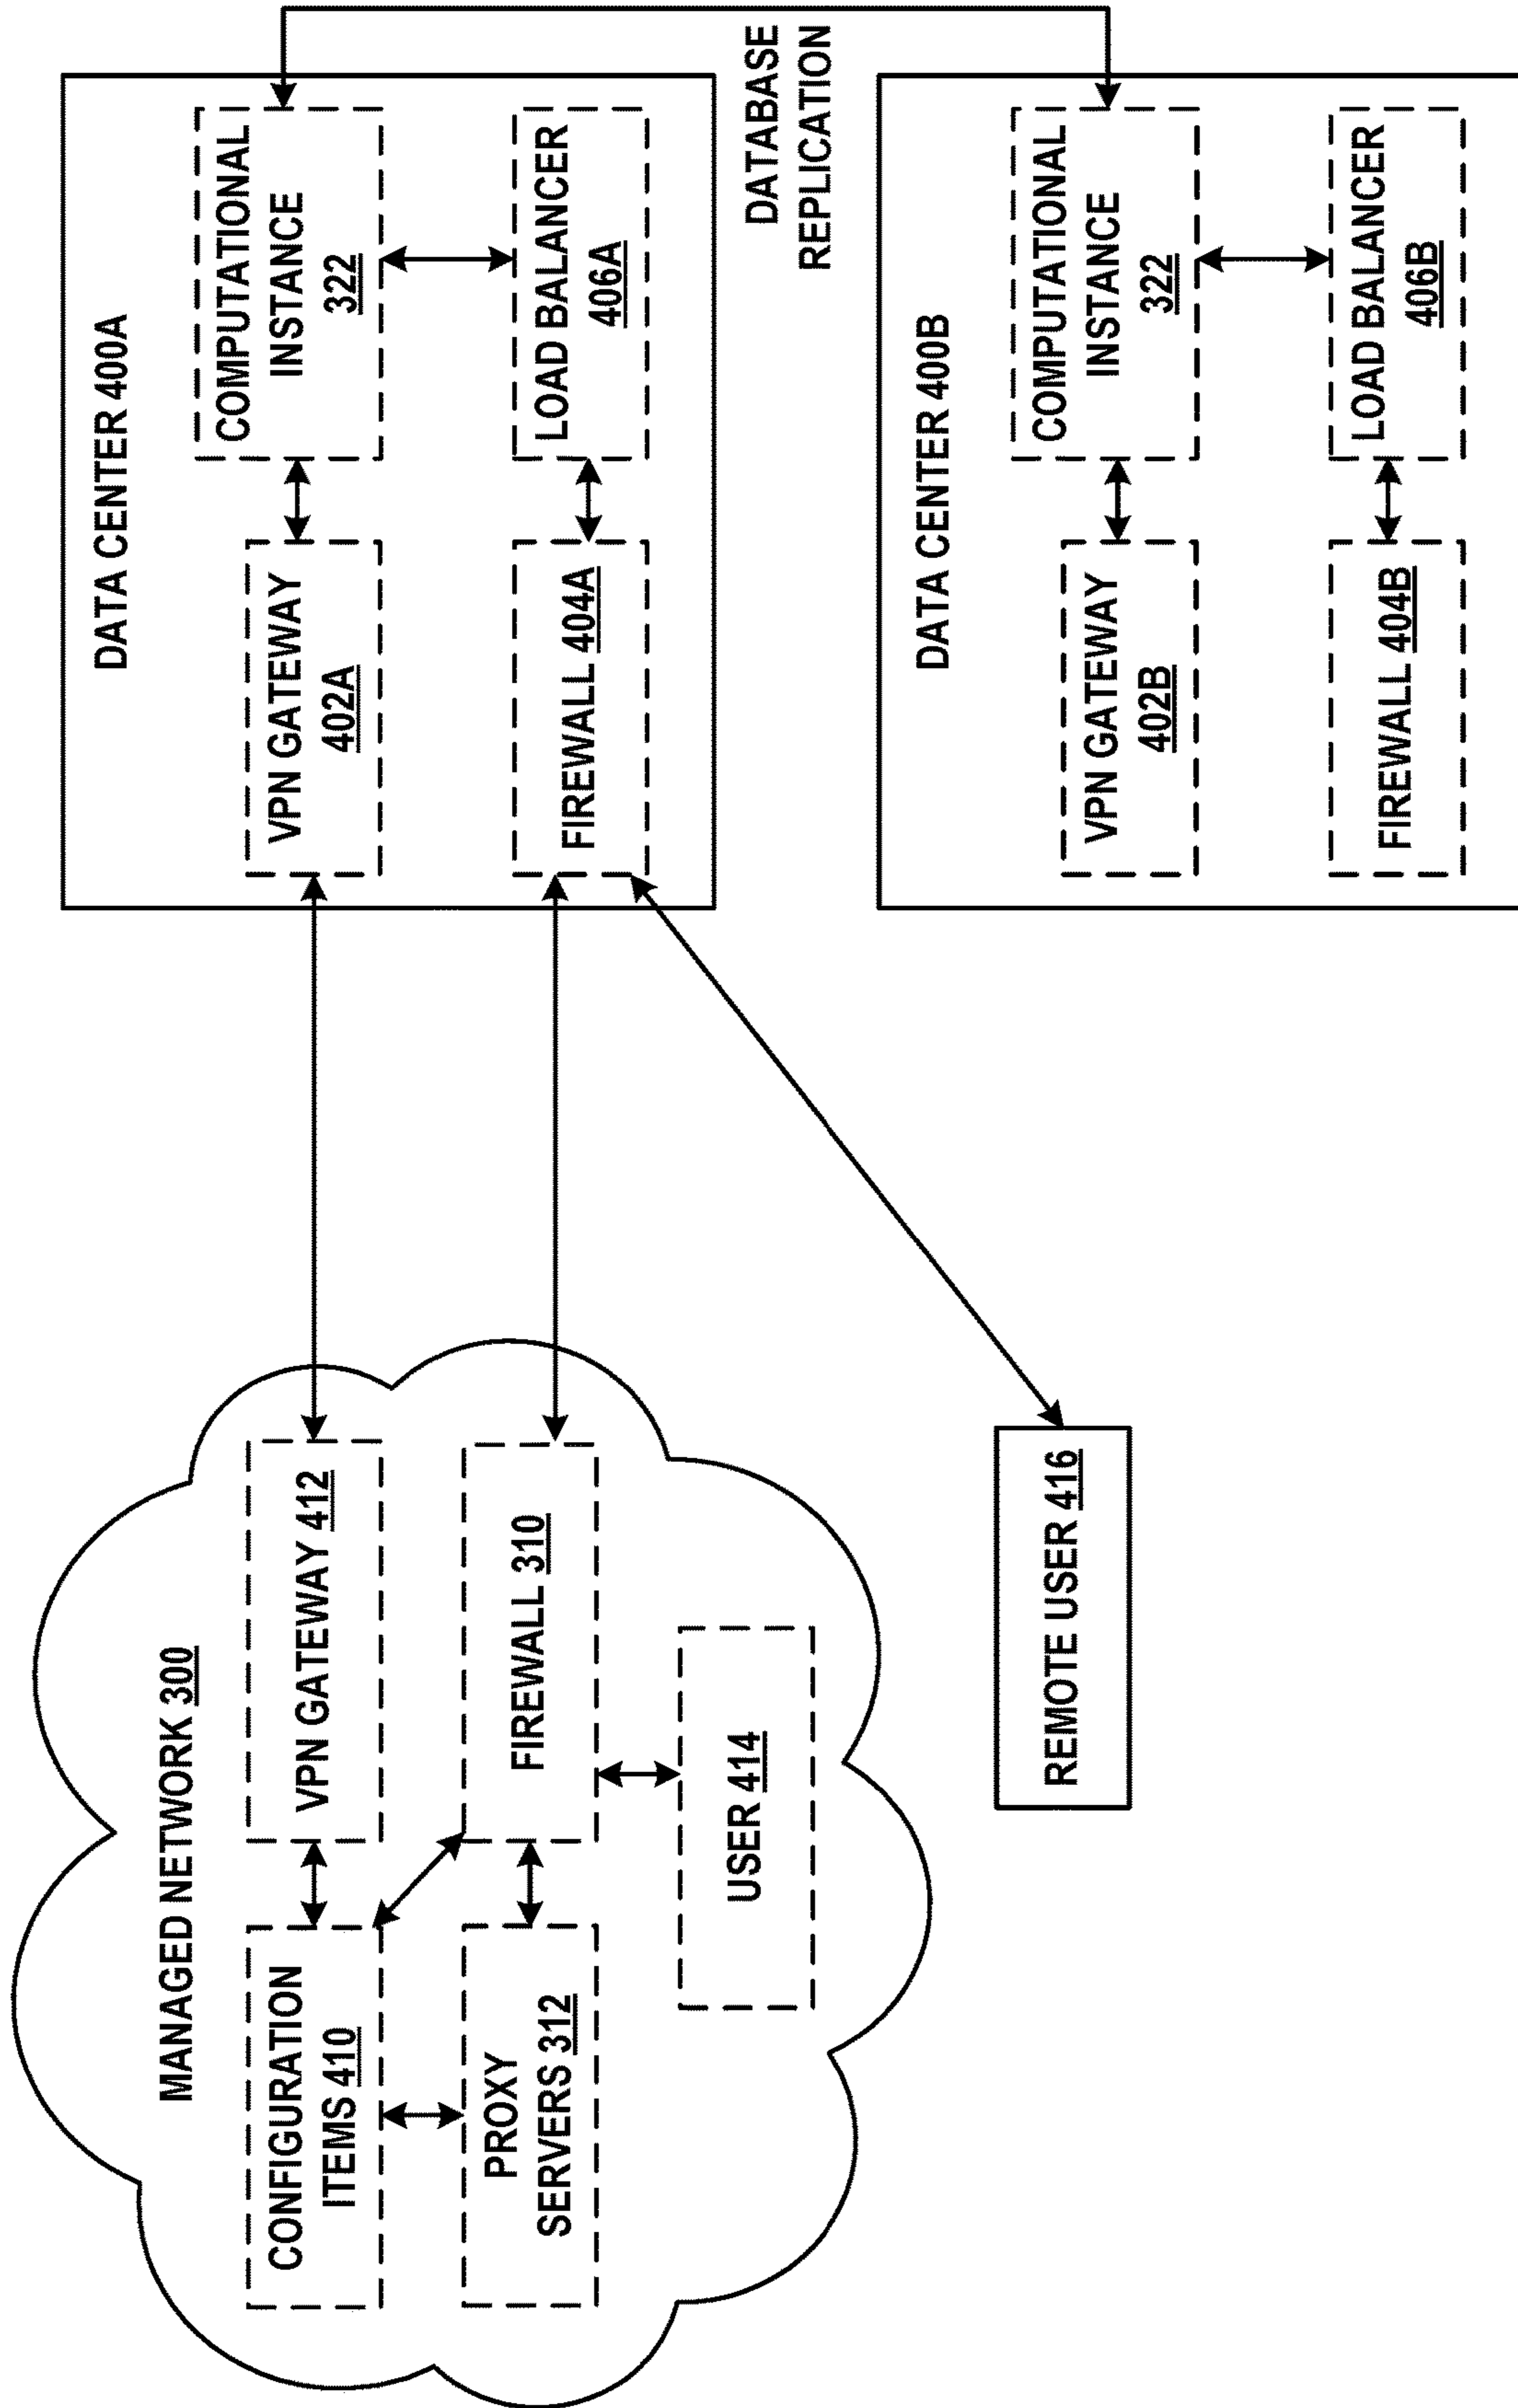 MANAGED NETWORK 300
CONFIGURATION
ITEMS 410
VPN GATEWAY 412
PROXY
SERVERS 312
FIREWALL 310
USER 414
REMOTE USER 416
DATA CENTER 400A
VPN GATEWAY
402A
COMPUTATIONAL
INSTANCE
322
FIREWALL 404A
LOAD BALANCER
406A
DATABASE
REPLICATION
DATA CENTER 400B
VPN GATEWAY
402B
COMPUTATIONAL
INSTANCE
322
FIREWALL 404B
LOAD BALANCER
406B